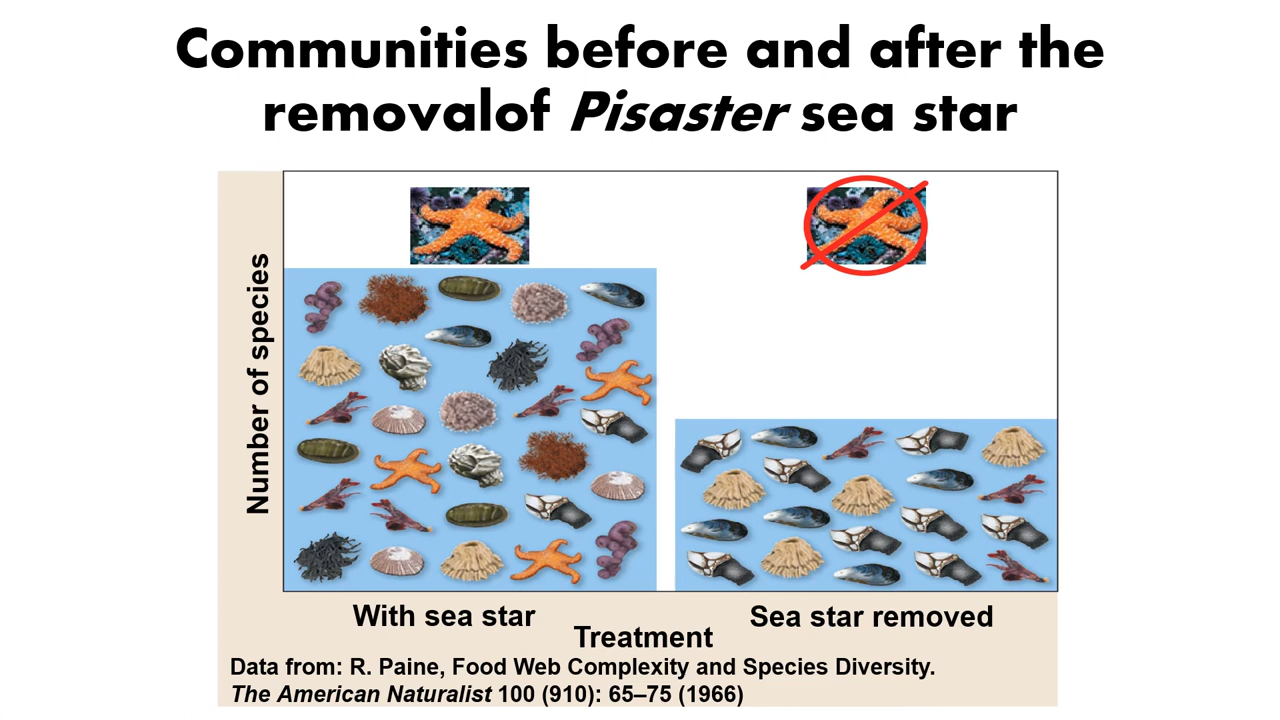 Communities before and after the
removalof Pisaster sea star
Number of species
With sea star
Sea star removed
Treatment
Data from: R. Paine, Food Web Complexity and Species Diversity.
The American Naturalist 100 (910): 65–75 (1966)